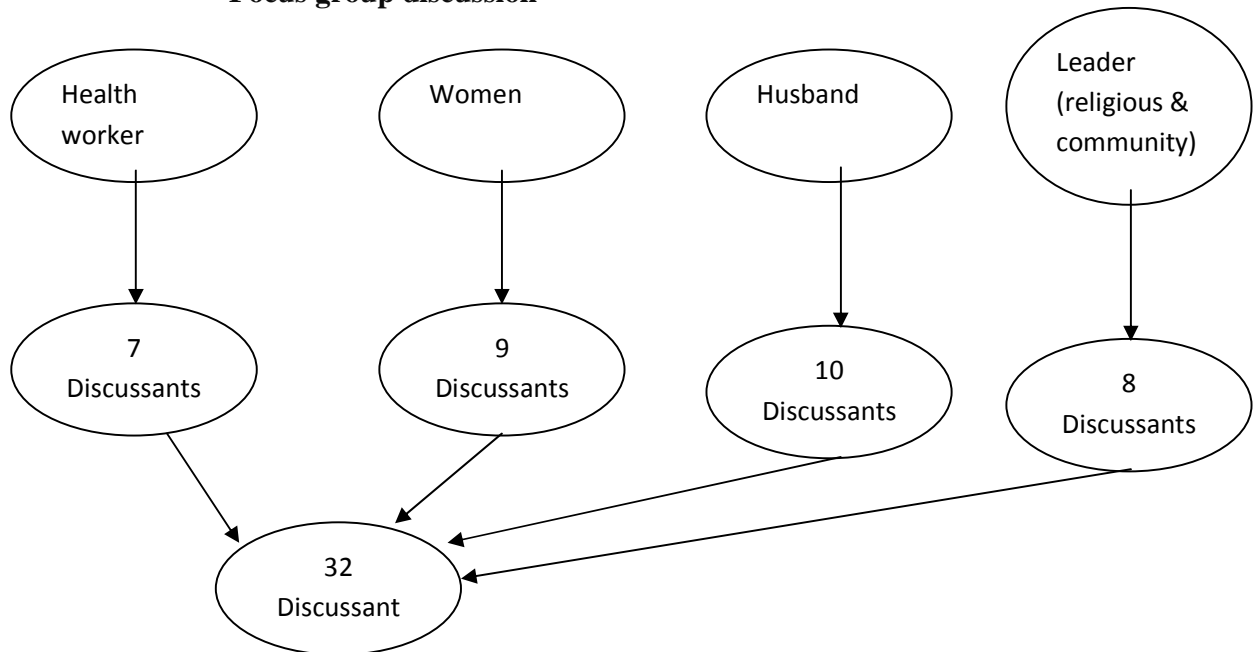 Focus group discussion
Health
worker
Women
Husband
Leader
(religious &
community)
7
Discussants
9
Discussants
10
Discussants
8
Discussants
32
Discussant